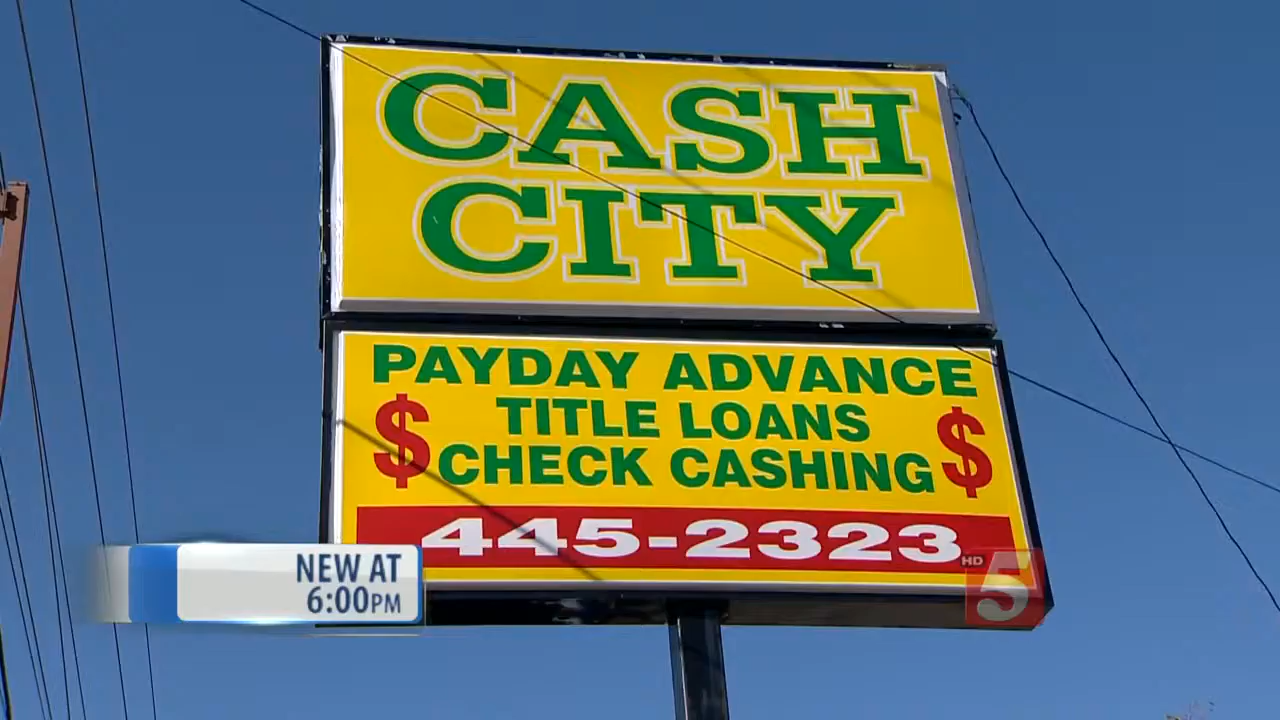 CASH
CITY
PAYDAY ADVANCE
TITLE LOANS
$ CHECK CASHING $
445-2323
NEW AT
6:00PM
HD
5